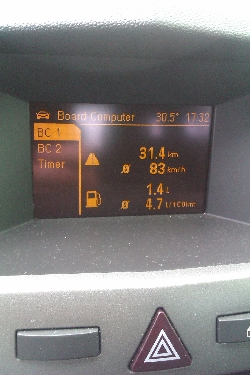 Board Computer 30.5° 17:32
BC 1
31.4 km
BC 2
Ø 83 km/h
Timer
1.4 l
Ø 4.7 l/100km